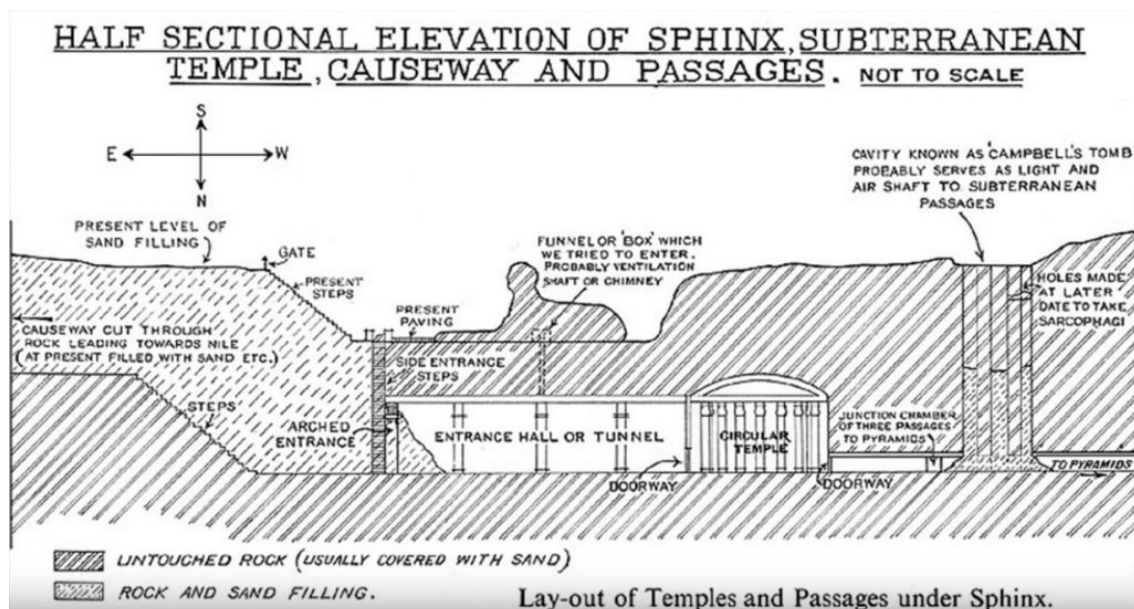 HALF SECTIONAL ELEVATION OF SPHINX, SUBTERRANEAN
TEMPLE, CAUSEWAY AND PASSAGES. NOT TO SCALE
S
E W
N
CAVITY KNOWN AS 'CAMPBELL'S TOMB
PROBABLY SERVES AS LIGHT AND
AIR SHAFT TO SUBTERRANEAN
PASSAGES
PRESENT LEVEL OF
SAND FILLING
GATE
PRESENT
STEPS
FUNNEL OR 'BOX' WHICH
WE TRIED TO ENTER.
PROBABLY VENTILATION
SHAFT OR CHIMNEY
PRESENT
PAVING
HOLES MADE
AT LATER
DATE TO TAKE
SARCOPHAGI
CAUSEWAY CUT THROUGH
ROCK LEADING TOWARDS NILE
(AT PRESENT FILLED WITH SAND ETC.)
SIDE ENTRANCE
STEPS
STEPS
ARCHED
ENTRANCE
ENTRANCE HALL OR TUNNEL
CIRCULAR
TEMPLE
JUNCTION CHAMBER
OF THREE PASSAGES
TO PYRAMIDS
DOORWAY
DOORWAY
TO PYRAMIDS
UNTOUCHED ROCK (USUALLY COVERED WITH SAND)
ROCK AND SAND FILLING.
Lay-out of Temples and Passages under Sphinx.